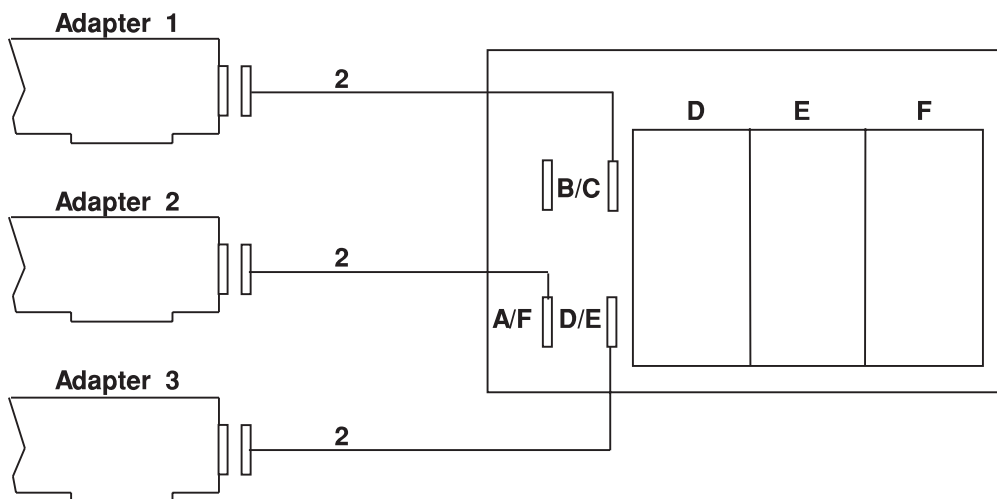 Adapter 1
2
D E F
B/C
Adapter 2
2
A/F D/E
Adapter 3
2